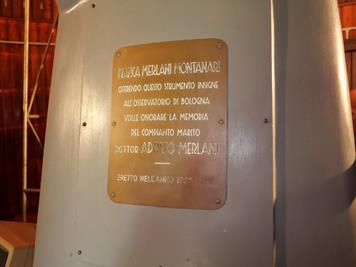 MERLANI MONTANARI
OFFRENDO QUESTO STRUMENTO INSIGNE
ALL'OSSERVATORIO DI BOLOGNA
VOLLE ONORARE LA MEMORIA
DEL COMPIANTO MARITO
DOTTOR ADOLFO MERLANI
ERETTO NELL'ANNO